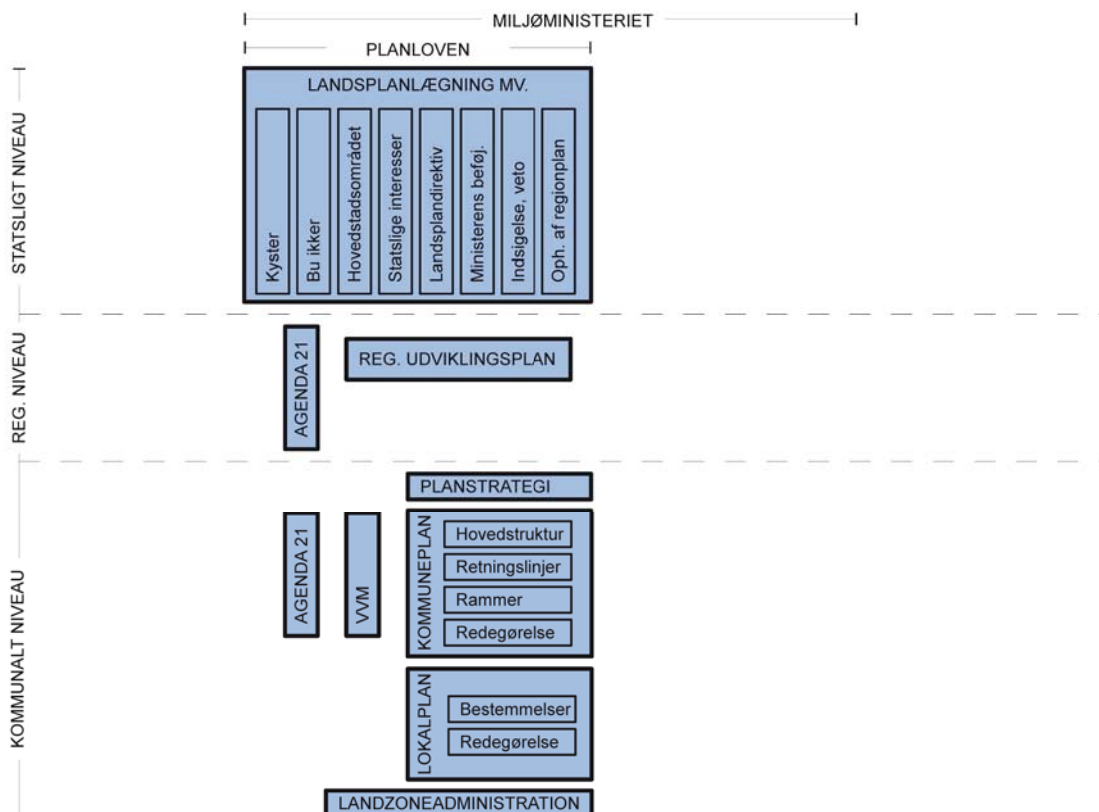 MILJØMINISTERIET
PLANLOVEN
STATSLIGT NIVEAU
LANDSPLANLÆGNING MV.
Kyster
Bu ikker
Hovedstadsområdet
Statslige interesser
Landsplandirektiv
Ministerens beføj.
Indsigelse, veto
Oph. af regionplan
REG. NIVEAU
AGENDA 21
REG. UDVIKLINGSPLAN
KOMMUNALT NIVEAU
PLANSTRATEGI
AGENDA 21
VVM
KOMMUNEPLAN
Hovedstruktur
Retningslinjer
Rammer
Redegørelse
LOKALPLAN
Bestemmelser
Redegørelse
LANDZONEADMINISTRATION